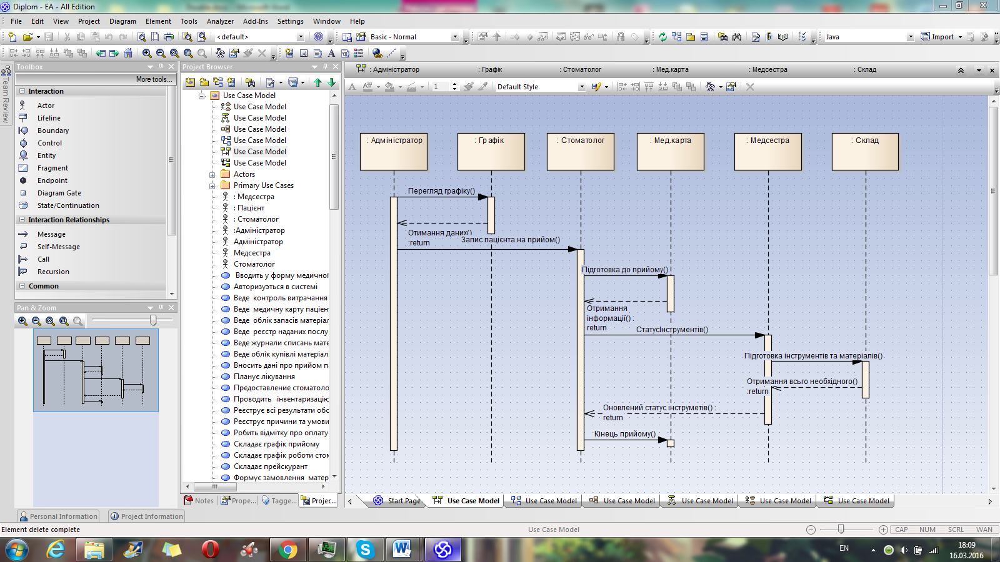 Diplom - EA - All Edition
File Edit View Project Diagram Element Tools Analyzer Add-Ins Settings Window Help
<default>
Basic - Normal
Java
Import
Toolbox
More tools...
Interaction
Actor
Lifeline
Boundary
Control
Entity
Fragment
Endpoint
Diagram Gate
State/Continuation
Interaction Relationships
Message
Self-Message
Call
Recursion
Common
Team Review
Pan & Zoom
Project Browser
Use Case Model
Use Case Model
Use Case Model
Use Case Model
Use Case Model
Use Case Model
Use Case Model
Actors
Primary Use Cases
: Медсестра
: Пацієнт
: Стоматолог
:Адміністратор
Адміністратор
Медсестра
Стоматолог
Вводить у форму медичної
Авторизується в системі
Веде контроль витрачання
Веде медичну карту пацієн
Веде облік запасів матеріал
Веде реєстр наданих послу
Веде журнали списань мате
Веде облік купівлі матеріал
Вносить дані про прийом п
Планує лікування
Предоставление стоматоло
Проводить інвентаризацію
Реєструє всі результати обс
Реєструє причини та умови
Робить відмітку про оплату
Складає графік прийому
Складає графік роботи стом
Складає прейскурант
Формує замовлення матер
Notes Prope... Tagge... Projec...
: Адміністратор : Графік : Стоматолог : Мед.карта : Медсестра : Склад
1
Default Style
: Адміністратор : Графік : Стоматолог : Мед.карта : Медсестра : Склад
Перегляд графіку()
Отимання даних()
:return
Запис пацієнта на прийом()
Підготовка до прийому()
Отримання
інформації() :
return
СтатусІнструментів()
Підготовка інструментів та матеріалів()
Отримання всього необхідного()
:return
Оновлений статус інструметів() :
return
Кінець прийому()
Start Page Use Case Model Use Case Model Use Case Model Use Case Model Use Case Model Use Case Model
Personal Information Project Information
Element delete complete
Use Case Model
CAP NUM SCRL WAN
EN
18:09
16.03.2016